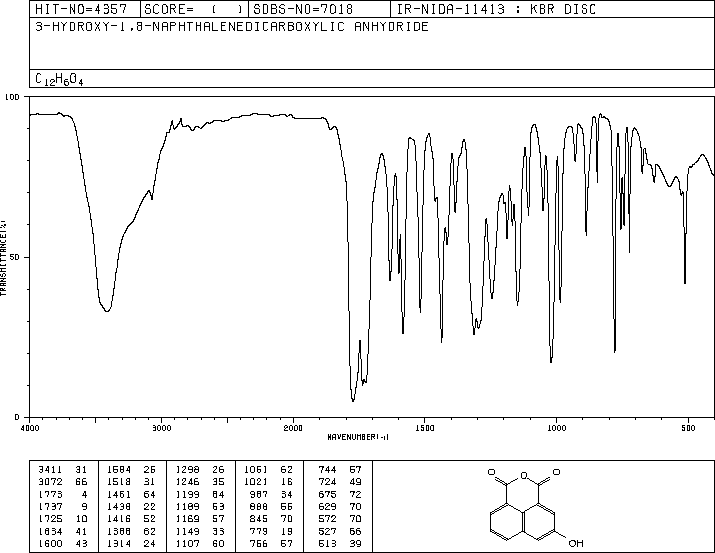 HIT-NO=4357 SCORE= ( ) SDBS-NO=7018 IR-NIDA-11413 : KBR DISC
3-HYDROXY-1,8-NAPHTHALENEDICARBOXYLIC ANHYDRIDE
C12H6O4
100
50
0
TRANSMITTANCE(%)
4000 3000 2000 1500 1000 500
WAVENUMBER(-1)
3411 31 1584 26 1298 26 1051 62 744 57
3072 66 1518 31 1246 35 1021 16 724 49
1773 4 1461 64 1199 64 987 34 675 72
1737 9 1438 22 1189 53 888 55 629 70
1725 10 1416 52 1169 57 845 70 572 70
1634 41 1388 62 1149 33 779 19 527 66
1600 43 1314 24 1107 60 756 57 513 39
O O O
OH